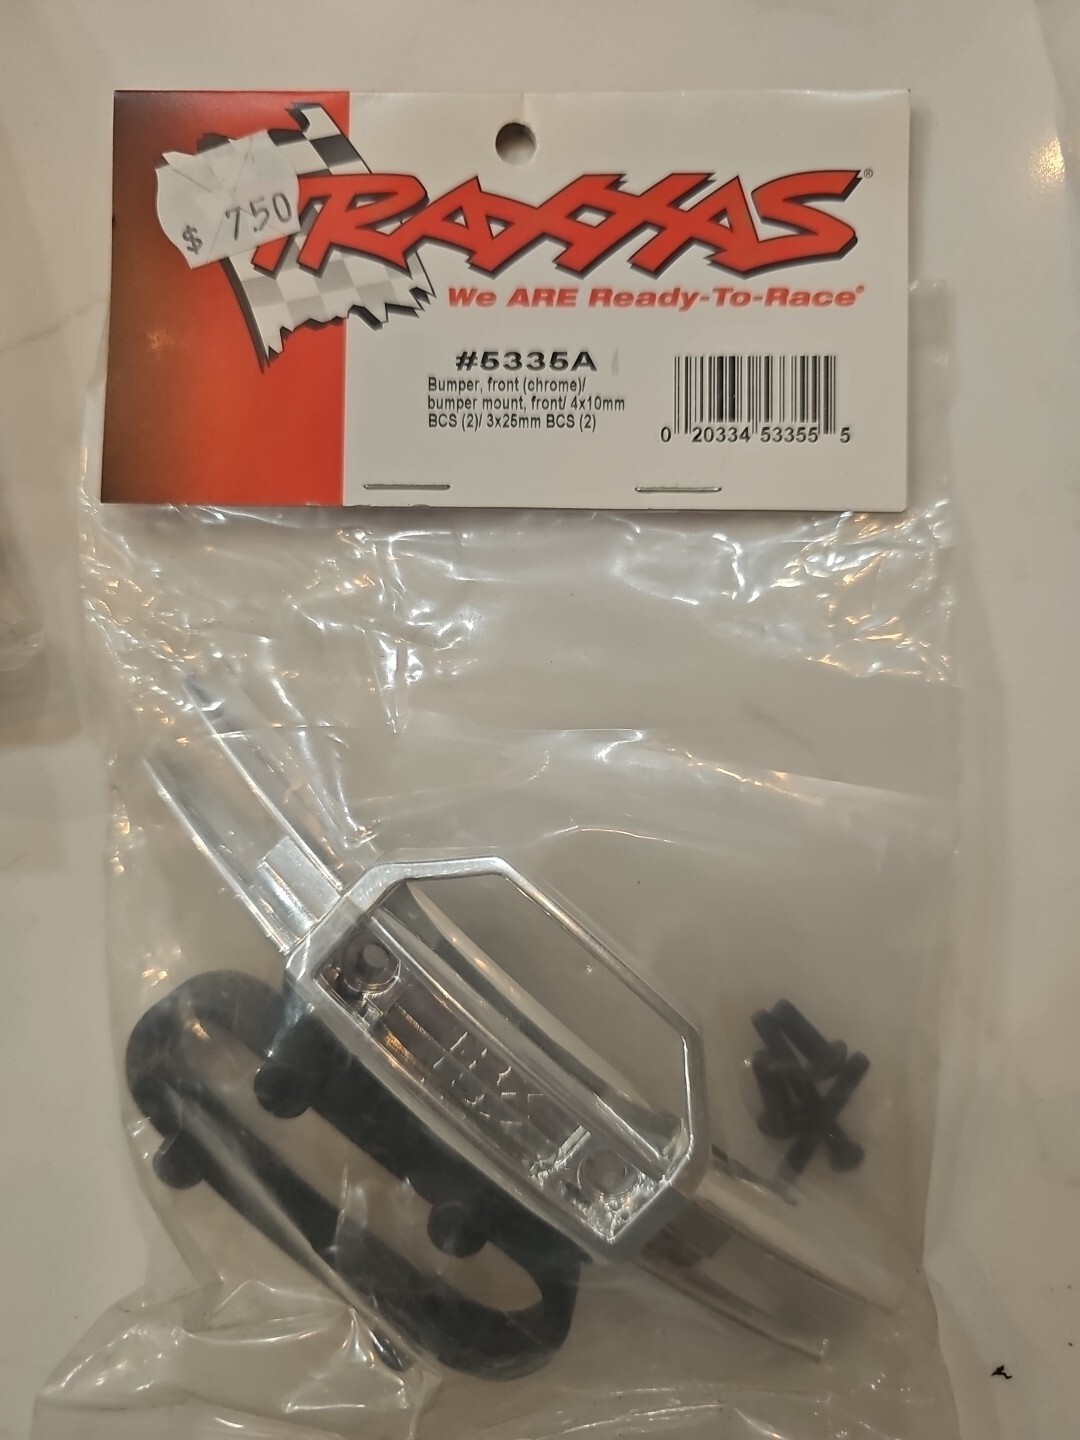 $ 7.50
TRAXXAS®
We ARE Ready-To-Race®
#5335A
Bumper, front (chrome)/
bumper mount, front/ 4x10mm
BCS (2)/ 3x25mm BCS (2)
0 20334 53355 5